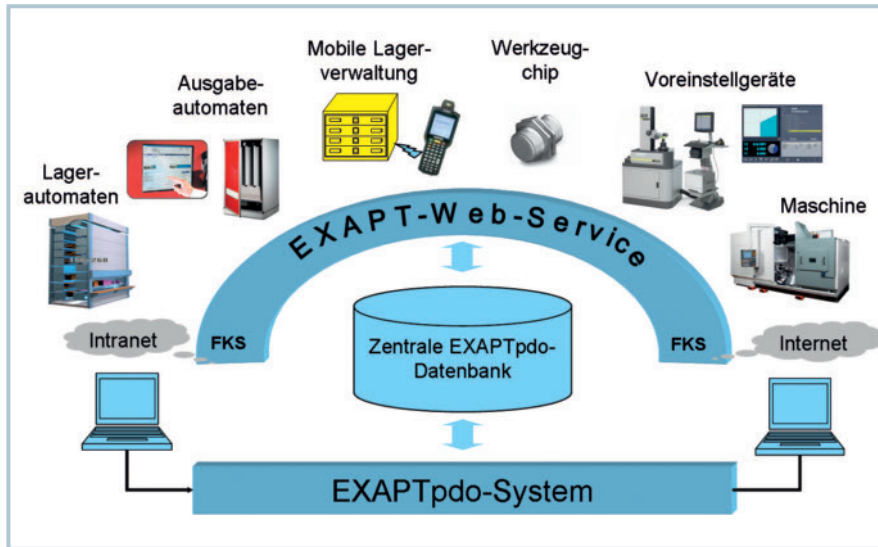 Mobile Lager-
verwaltung
Werkzeug-
chip
Ausgabe-
automaten
Voreinstellgeräte
Lager-
automaten
Maschine
EXAPT-Web-Service
Intranet
FKS
Zentrale EXAPTpdo-
Datenbank
FKS
Internet
EXAPTpdo-System